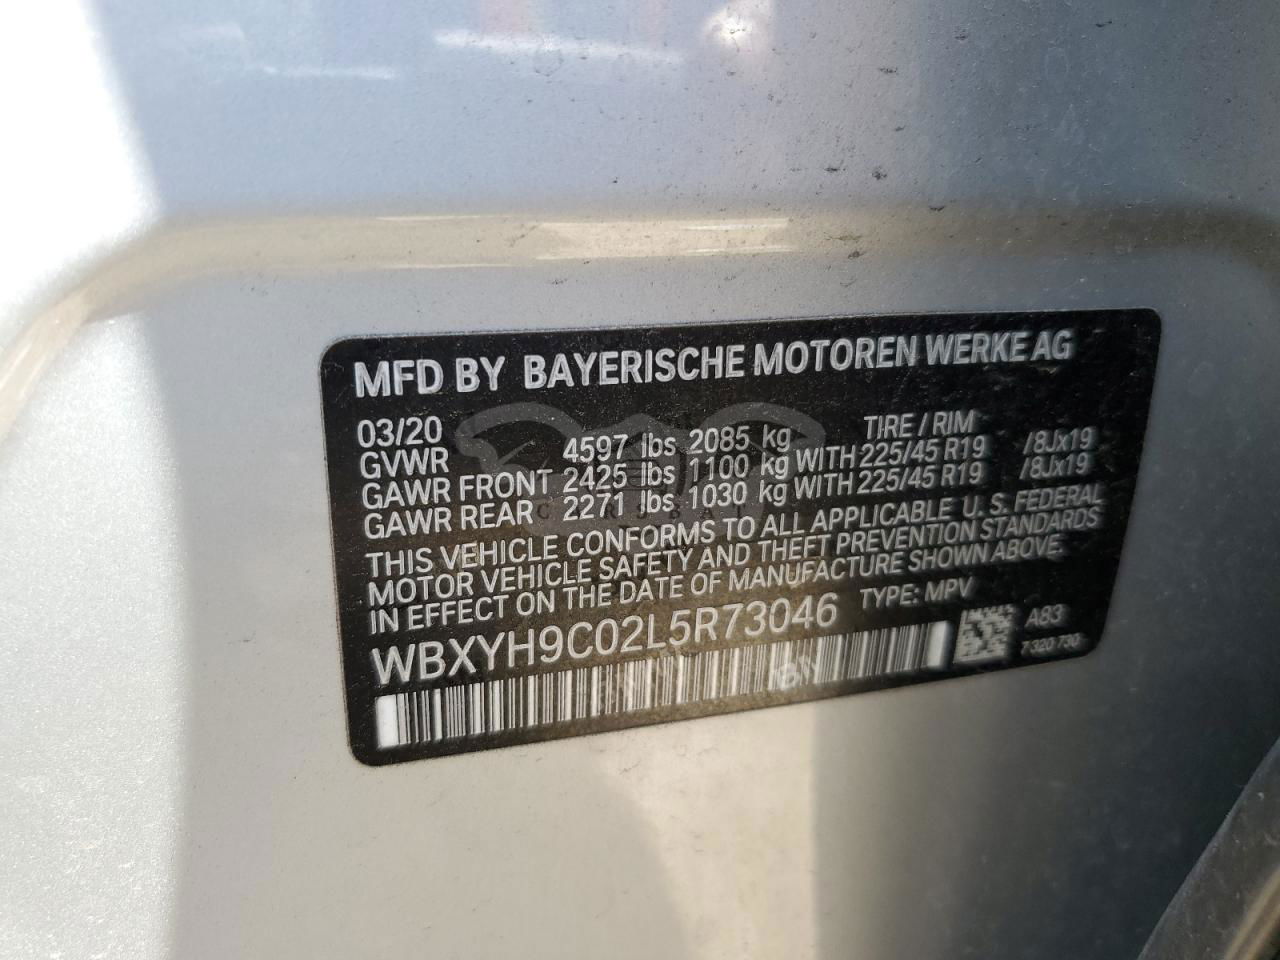 MFD BY BAYERISCHE MOTOREN WERKE AG
03/20 TIRE / RIM
GVWR 4597 lbs 2085 kg
GAWR FRONT 2425 lbs 1100 kg WITH 225/45 R19 /8Jx19
GAWR REAR 2271 lbs 1030 kg WITH 225/45 R19 /8Jx19
THIS VEHICLE CONFORMS TO ALL APPLICABLE U. S. FEDERAL
MOTOR VEHICLE SAFETY AND THEFT PREVENTION STANDARDS
IN EFFECT ON THE DATE OF MANUFACTURE SHOWN ABOVE.
WBXYH9C02L5R73046 TYPE: MPV
A83
7320 730